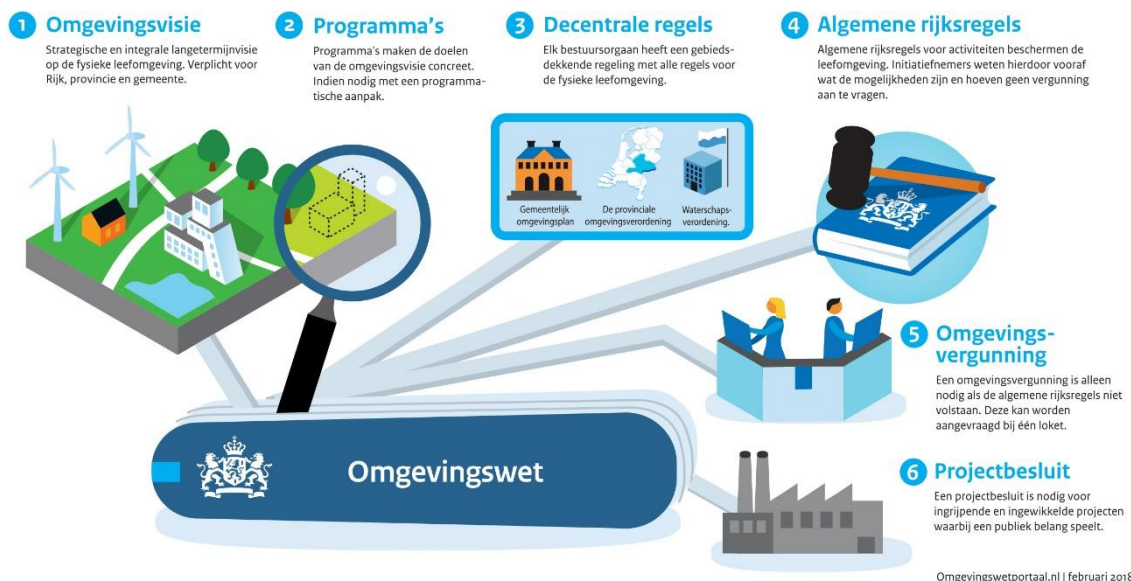 1 Omgevingsvisie
Strategische en integrale langetermijnvisie
op de fysieke leefomgeving. Verplicht voor
Rijk, provincie en gemeente.
2 Programma's
Programma's maken de doelen
van de omgevingsvisie concreet.
Indien nodig met een programma-
tische aanpak.
3 Decentrale regels
Elk bestuursorgaan heeft een gebieds-
dekkende regeling met alle regels voor
de fysieke leefomgeving.
Gemeentelijk
omgevingsplan
De provinciale
omgevingsverordening
Waterschaps-
verordening.
4 Algemene rijksregels
Algemene rijksregels voor activiteiten beschermen de
leefomgeving. Initiatiefnemers weten hierdoor vooraf
wat de mogelijkheden zijn en hoeven geen vergunning
aan te vragen.
5 Omgevings-
vergunning
Een omgevingsvergunning is alleen
nodig als de algemene rijksregels niet
volstaan. Deze kan worden
aangevraagd bij één loket.
6 Projectbesluit
Een projectbesluit is nodig voor
ingrijpende en ingewikkelde projecten
waarbij een publiek belang speelt.
Omgevingswet
Omgevingswetportaal.nl | februari 2018